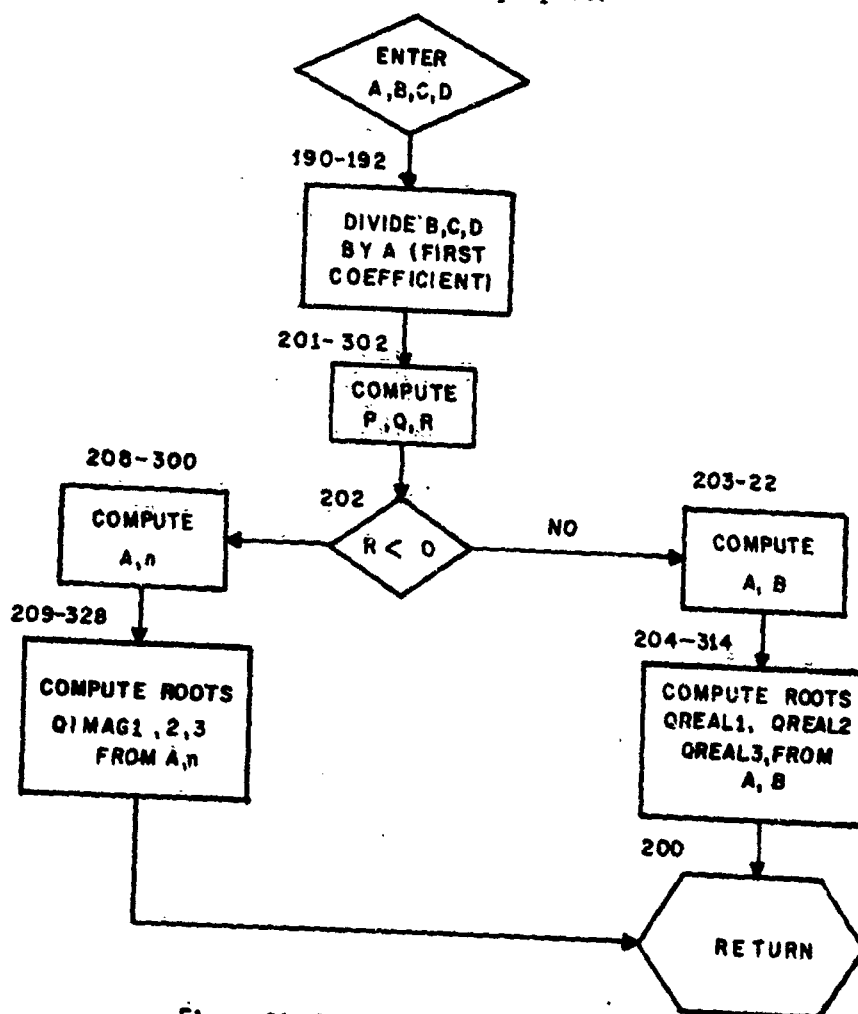 ENTER
A,B,C,D
190-192
DIVIDE B,C,D
BY A (FIRST
COEFFICIENT)
201-302
COMPUTE
P,Q,R
208-300
202
203-22
COMPUTE
A,n
R < 0
NO
COMPUTE
A, B
209-328
204-314
COMPUTE ROOTS
QIMAG1,2,3
FROM A,n
COMPUTE ROOTS
QREAL1, QREAL2
QREAL3,FROM
A, B
200
RETURN